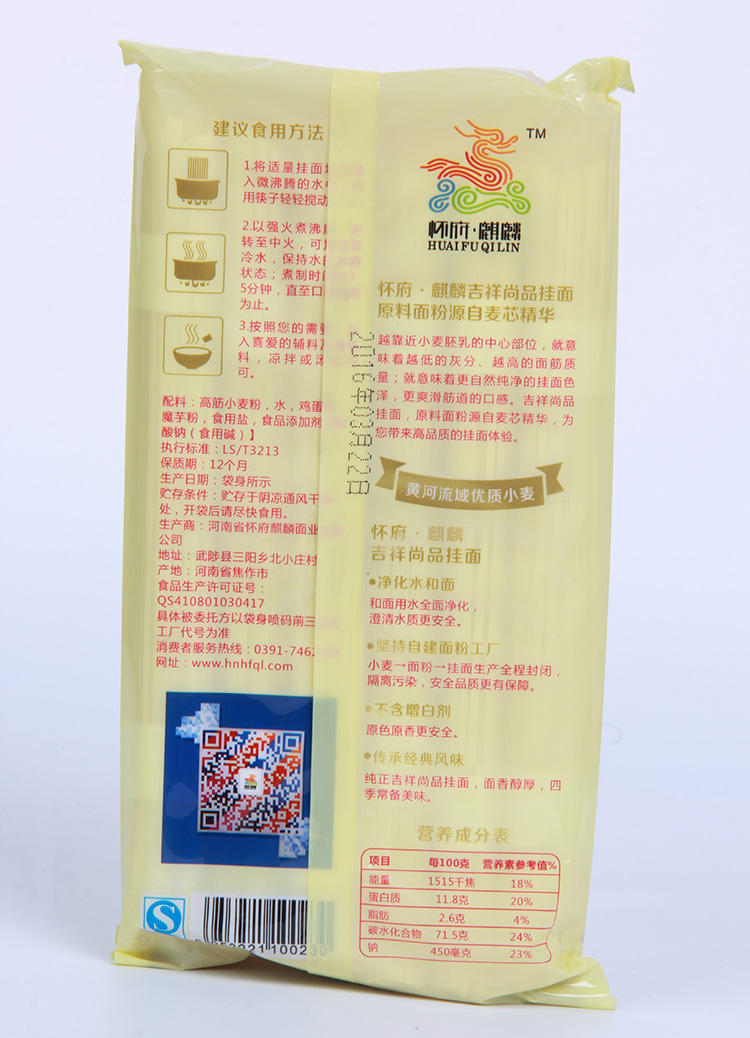 建议食用方法
1.将适量挂面
入微沸腾的水
用筷子轻轻搅动
2.以强火煮沸
转至中火，可
冷水，保持水
状态；煮制时
5分钟，直至口
为止。
3.按照您的需要
入喜爱的辅料
料，凉拌或
可。
配料：高筋小麦粉，水，鸡蛋
魔芋粉，食用盐，食品添加剂
酸钠（食用碱）】
执行标准：LS/T3213
保质期：12个月
生产日期：袋身所示
贮存条件：贮存于阴凉通风干
处，开袋后请尽快食用。
生产商：河南省怀府麒麟面业
公司
地址：武陟县三阳乡北小庄村
产地：河南省焦作市
食品生产许可证号：
QS410801030417
具体被委托方以袋身喷码前三
工厂代号为准
消费者服务热线：0391-746
网址：www.hnhfql.com
S
221100230
2016年03月22日
TM
怀府·麒麟
HUAIFUQILIN
怀府·麒麟吉祥尚品挂面
原料面粉源自麦芯精华
越靠近小麦胚乳的中心部位，就意
味着越低的灰分、越高的面筋质
量；就意味着更自然纯净的挂面色
泽，更爽滑筋道的口感。吉祥尚品
挂面，原料面粉源自麦芯精华，为
您带来高品质的挂面体验。
黄河流域优质小麦
怀府·麒麟
吉祥尚品挂面
•净化水和面
和面用水全面净化，
澄清水质更安全。
•坚持自建面粉工厂
小麦→面粉→挂面生产全程封闭，
隔离污染，安全品质更有保障。
•不含增白剂
原色原香更安全。
•传承经典风味
纯正吉祥尚品挂面，面香醇厚，四
季常备美味。
营养成分表
项目 每100克 营养素参考值%
能量 1515千焦 18%
蛋白质 11.8克 20%
脂肪 2.6克 4%
碳水化合物 71.5克 24%
钠 450毫克 23%